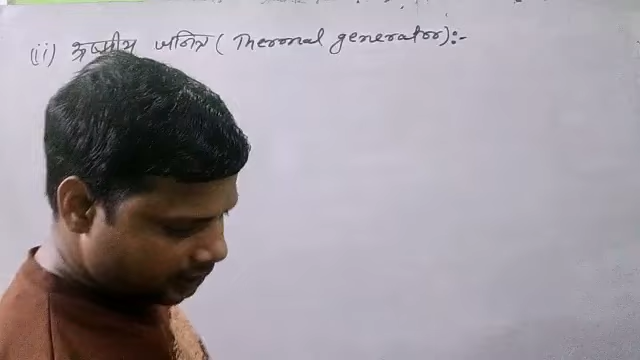 (ii) ऊष्मीय जनित्र (Thermal generator):-